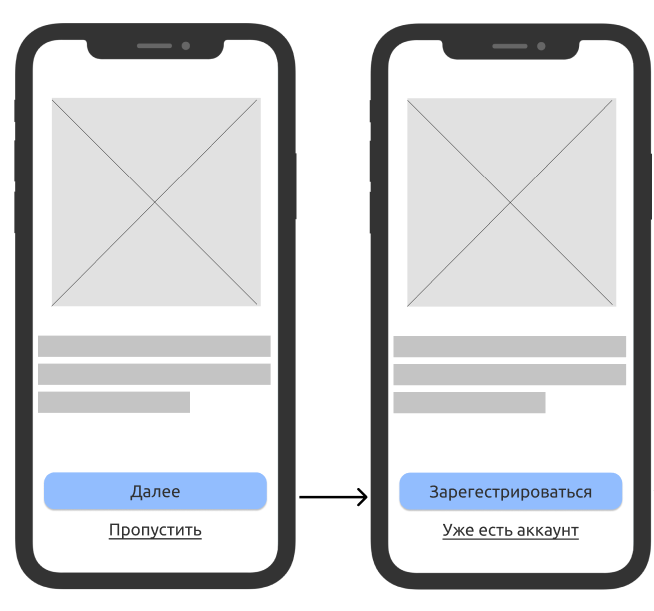 Далее
Пропустить
Зарегестрироваться
Уже есть аккаунт